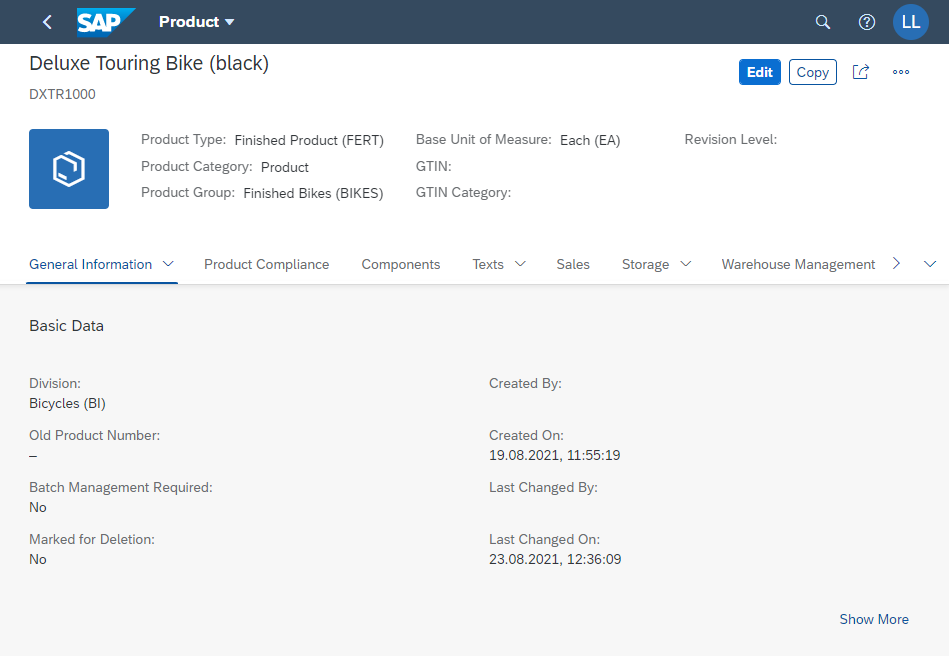 SAP Product LL
Deluxe Touring Bike (black)
Edit Copy
DXTR1000
Product Type: Finished Product (FERT) Base Unit of Measure: Each (EA) Revision Level:
Product Category: Product GTIN:
Product Group: Finished Bikes (BIKES) GTIN Category:
General Information Product Compliance Components Texts Sales Storage Warehouse Management
Basic Data
Division: Created By:
Bicycles (BI)
Old Product Number: Created On:
– 19.08.2021, 11:55:19
Batch Management Required: Last Changed By:
No
Marked for Deletion: Last Changed On:
No 23.08.2021, 12:36:09
Show More